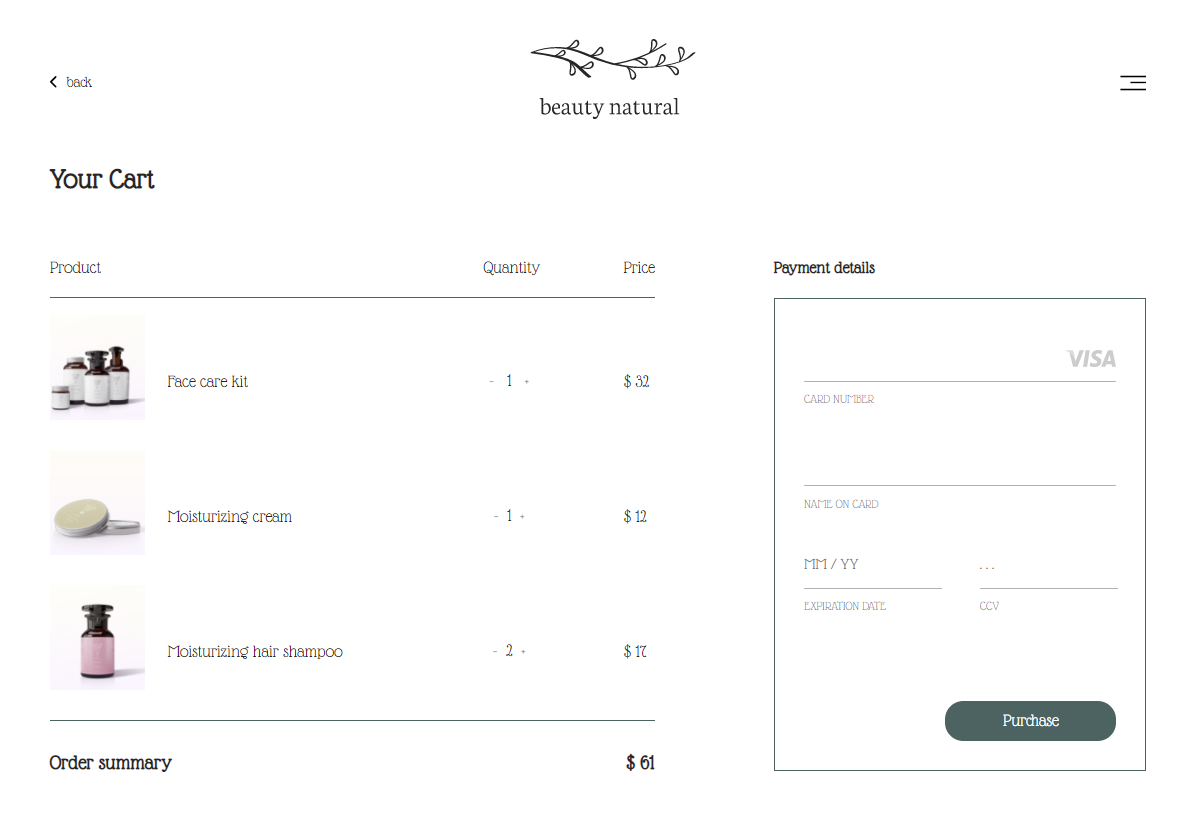 back
beauty natural
Your Cart
Product Quantity Price
Face care kit - 1 + $ 32
Moisturizing cream - 1 + $ 12
Moisturizing hair shampoo - 2 + $ 17
Order summary $ 61
Payment details
VISA
CARD NUMBER
NAME ON CARD
MM / YY . . .
EXPIRATION DATE CCV
Purchase